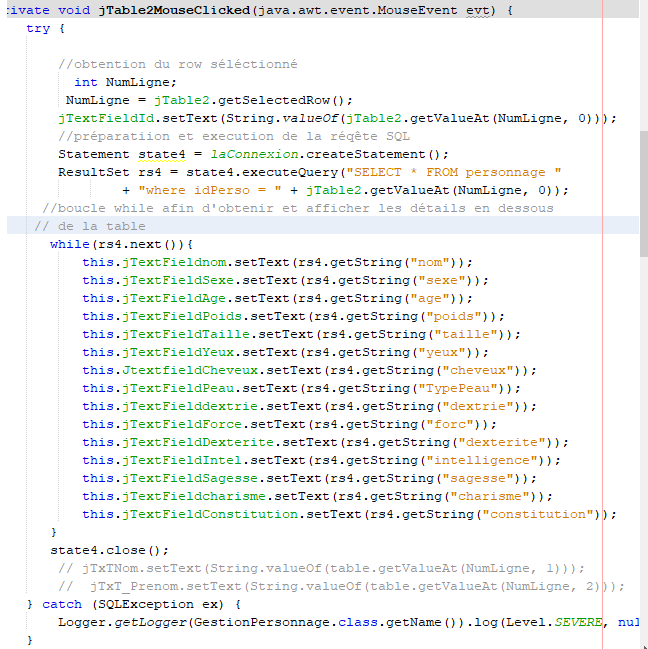 ivate void jTable2MouseClicked(java.awt.event.MouseEvent evt) {
try {
//obtention du row séléctionné
int NumLigne;
NumLigne = jTable2.getSelectedRow();
jTextFieldId.setText(String.valueOf(jTable2.getValueAt(NumLigne, 0)));
//préparatiion et execution de la réqête SQL
Statement state4 = laConnexion.createStatement();
ResultSet rs4 = state4.executeQuery("SELECT * FROM personnage "
+ "where idPerso = " + jTable2.getValueAt(NumLigne, 0));
//boucle while afin d'obtenir et afficher les détails en dessous
// de la table
while(rs4.next()){
this.jTextFieldnom.setText(rs4.getString("nom"));
this.jTextFieldSexe.setText(rs4.getString("sexe"));
this.jTextFieldAge.setText(rs4.getString("age"));
this.jTextFieldPoids.setText(rs4.getString("poids"));
this.jTextFieldTaille.setText(rs4.getString("taille"));
this.jTextFieldYeux.setText(rs4.getString("yeux"));
this.JtextfieldCheveux.setText(rs4.getString("cheveux"));
this.jTextFieldPeau.setText(rs4.getString("TypePeau"));
this.jTextFielddextrie.setText(rs4.getString("dextrie"));
this.jTextFieldForce.setText(rs4.getString("forc"));
this.jTextFieldDexterite.setText(rs4.getString("dexterite"));
this.jTextFieldIntel.setText(rs4.getString("intelligence"));
this.jTextFieldSagesse.setText(rs4.getString("sagesse"));
this.jTextFieldcharisme.setText(rs4.getString("charisme"));
this.jTextFieldConstitution.setText(rs4.getString("constitution"));
}
state4.close();
// jTxTNom.setText(String.valueOf(table.getValueAt(NumLigne, 1)));
// jTxT_Prenom.setText(String.valueOf(table.getValueAt(NumLigne, 2)));
} catch (SQLException ex) {
Logger.getLogger(GestionPersonnage.class.getName()).log(Level.SEVERE, nul
}